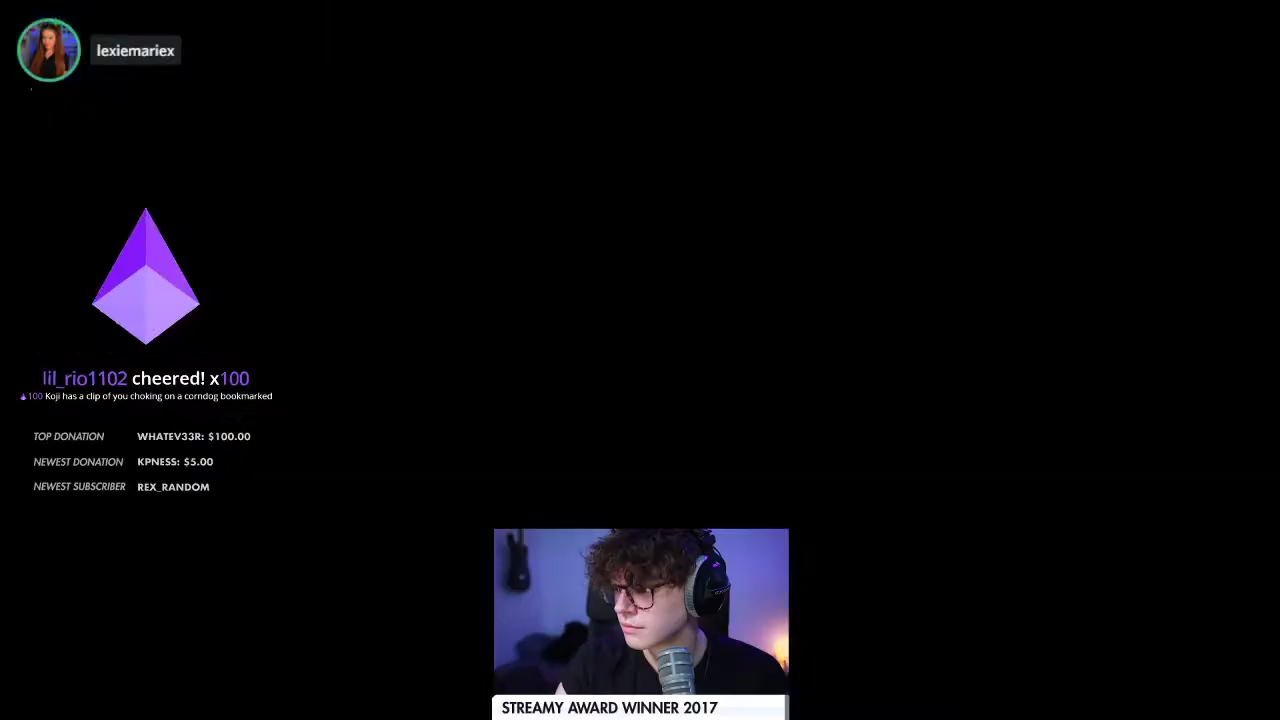 lexiemariex
lil_rio1102 cheered! x100
100 Koji has a clip of you choking on a corndog bookmarked
TOP DONATION WHATEV33R: $100.00
NEWEST DONATION KPNESS: $5.00
NEWEST SUBSCRIBER REX_RANDOM
STREAMY AWARD WINNER 2017